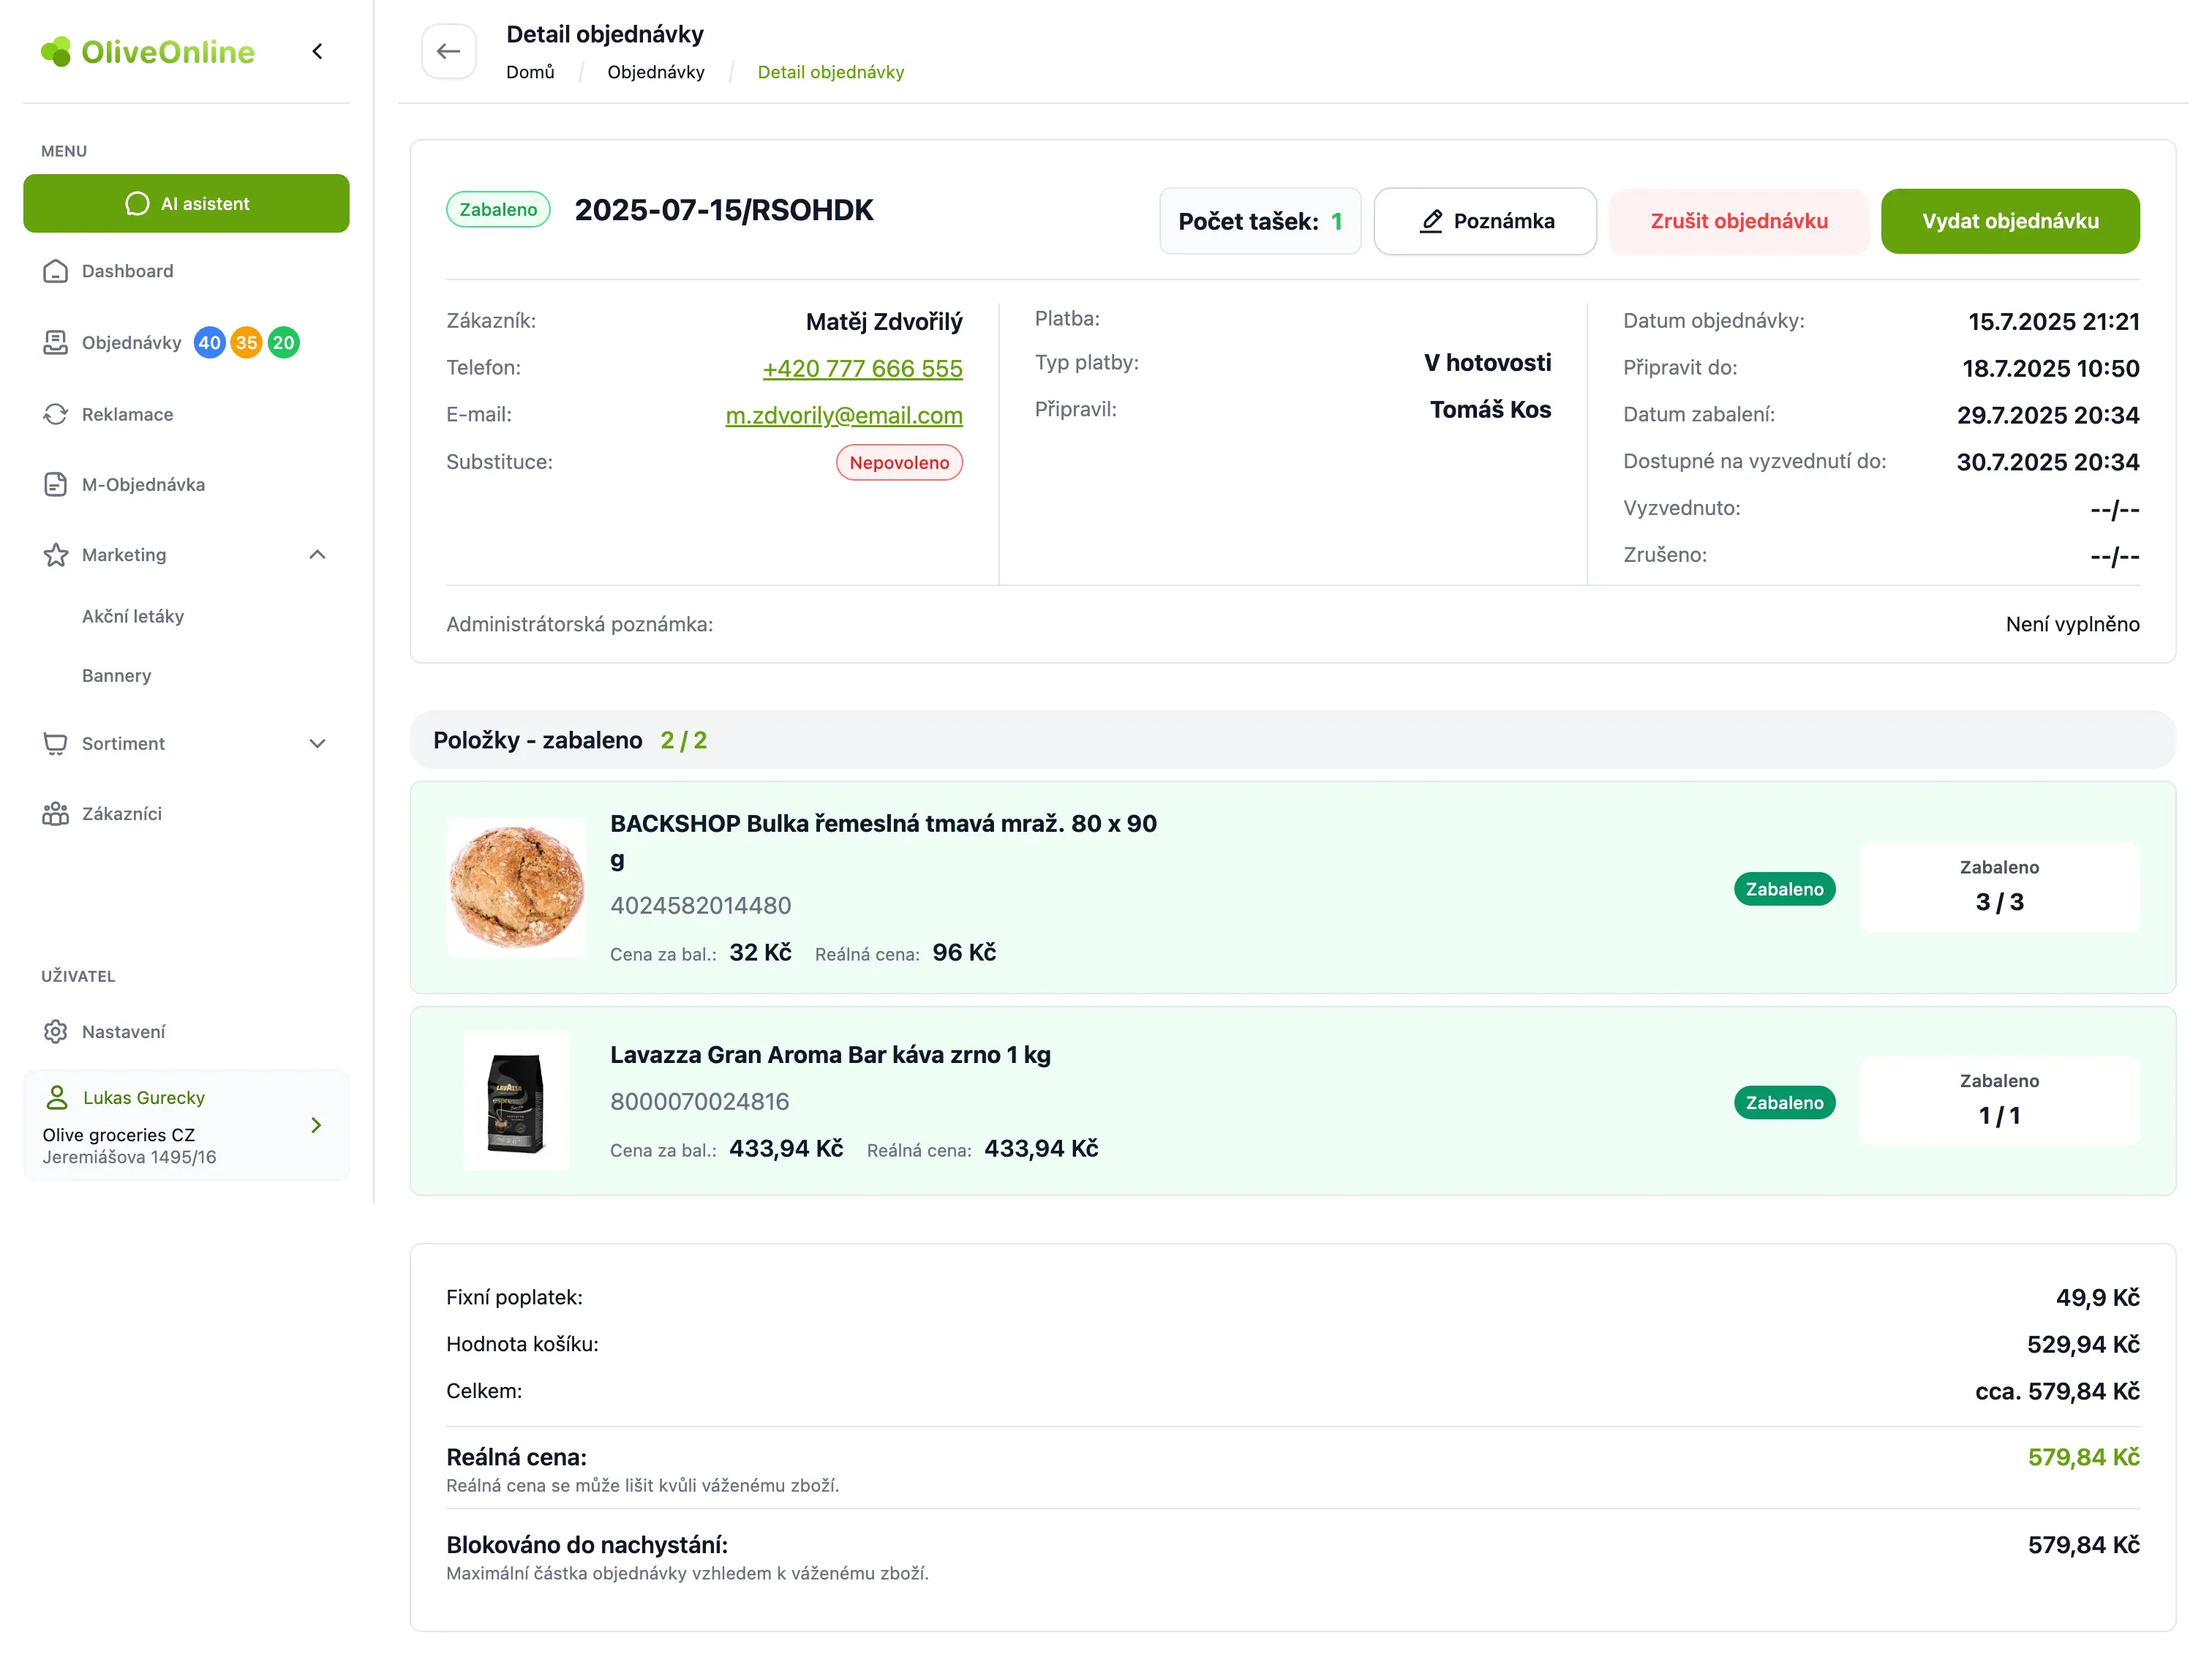 OliveOnline
MENU
AI asistent
Dashboard
Objednávky 40 35 20
Reklamace
M-Objednávka
Marketing
Akční letáky
Bannery
Sortiment
Zákazníci
UŽIVATEL
Nastavení
Lukas Gurecky
Olive groceries CZ
Jeremiášova 1495/16
Detail objednávky
Domů / Objednávky / Detail objednávky
Zabaleno 2025-07-15/RSOHDK
Počet tašek: 1
Poznámka
Zrušit objednávku
Vydat objednávku
Zákazník: Matěj Zdvořilý
Telefon: +420 777 666 555
E-mail: m.zdvorily@email.com
Substituce: Nepovoleno
Platba:
Typ platby: V hotovosti
Připravil: Tomáš Kos
Datum objednávky: 15.7.2025 21:21
Připravit do: 18.7.2025 10:50
Datum zabalení: 29.7.2025 20:34
Dostupné na vyzvednutí do: 30.7.2025 20:34
Vyzvednuto: --/--
Zrušeno: --/--
Administrátorská poznámka: Není vyplněno
Položky - zabaleno 2 / 2
BACKSHOP Bulka řemeslná tmavá mraž. 80 x 90
g
4024582014480
Cena za bal.: 32 Kč Reálná cena: 96 Kč
Zabaleno
Zabaleno
3 / 3
Lavazza Gran Aroma Bar káva zrno 1 kg
8000070024816
Cena za bal.: 433,94 Kč Reálná cena: 433,94 Kč
Zabaleno
Zabaleno
1 / 1
LAVAZZA
espresso
Fixní poplatek: 49,9 Kč
Hodnota košíku: 529,94 Kč
Celkem: cca. 579,84 Kč
Reálná cena: 579,84 Kč
Reálná cena se může lišit kvůli váženému zboží.
Blokováno do nachystání: 579,84 Kč
Maximální částka objednávky vzhledem k váženému zboží.